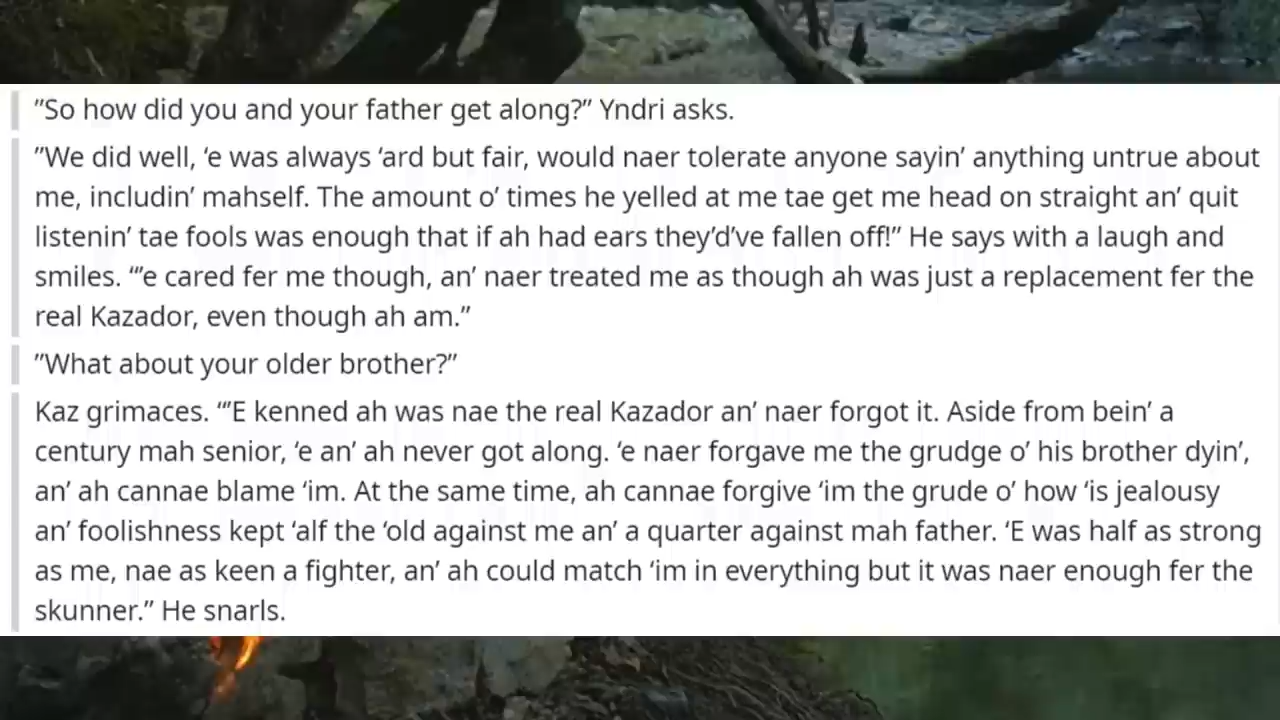 ”So how did you and your father get along?” Yndri asks.
”We did well, ‘e was always ‘ard but fair, would naer tolerate anyone sayin’ anything untrue about
me, includin’ mahself. The amount o’ times he yelled at me tae get me head on straight an’ quit
listenin’ tae fools was enough that if ah had ears they’d’ve fallen off!” He says with a laugh and
smiles. “’e cared fer me though, an’ naer treated me as though ah was just a replacement fer the
real Kazador, even though ah am.”
”What about your older brother?”
Kaz grimaces. “’E kenned ah was nae the real Kazador an’ naer forgot it. Aside from bein’ a
century mah senior, ‘e an’ ah never got along. ‘e naer forgave me the grudge o’ his brother dyin’,
an’ ah cannae blame ‘im. At the same time, ah cannae forgive ‘im the grude o’ how ‘is jealousy
an’ foolishness kept ‘alf the ‘old against me an’ a quarter against mah father. ‘E was half as strong
as me, nae as keen a fighter, an’ ah could match ‘im in everything but it was naer enough fer the
skunner.” He snarls.